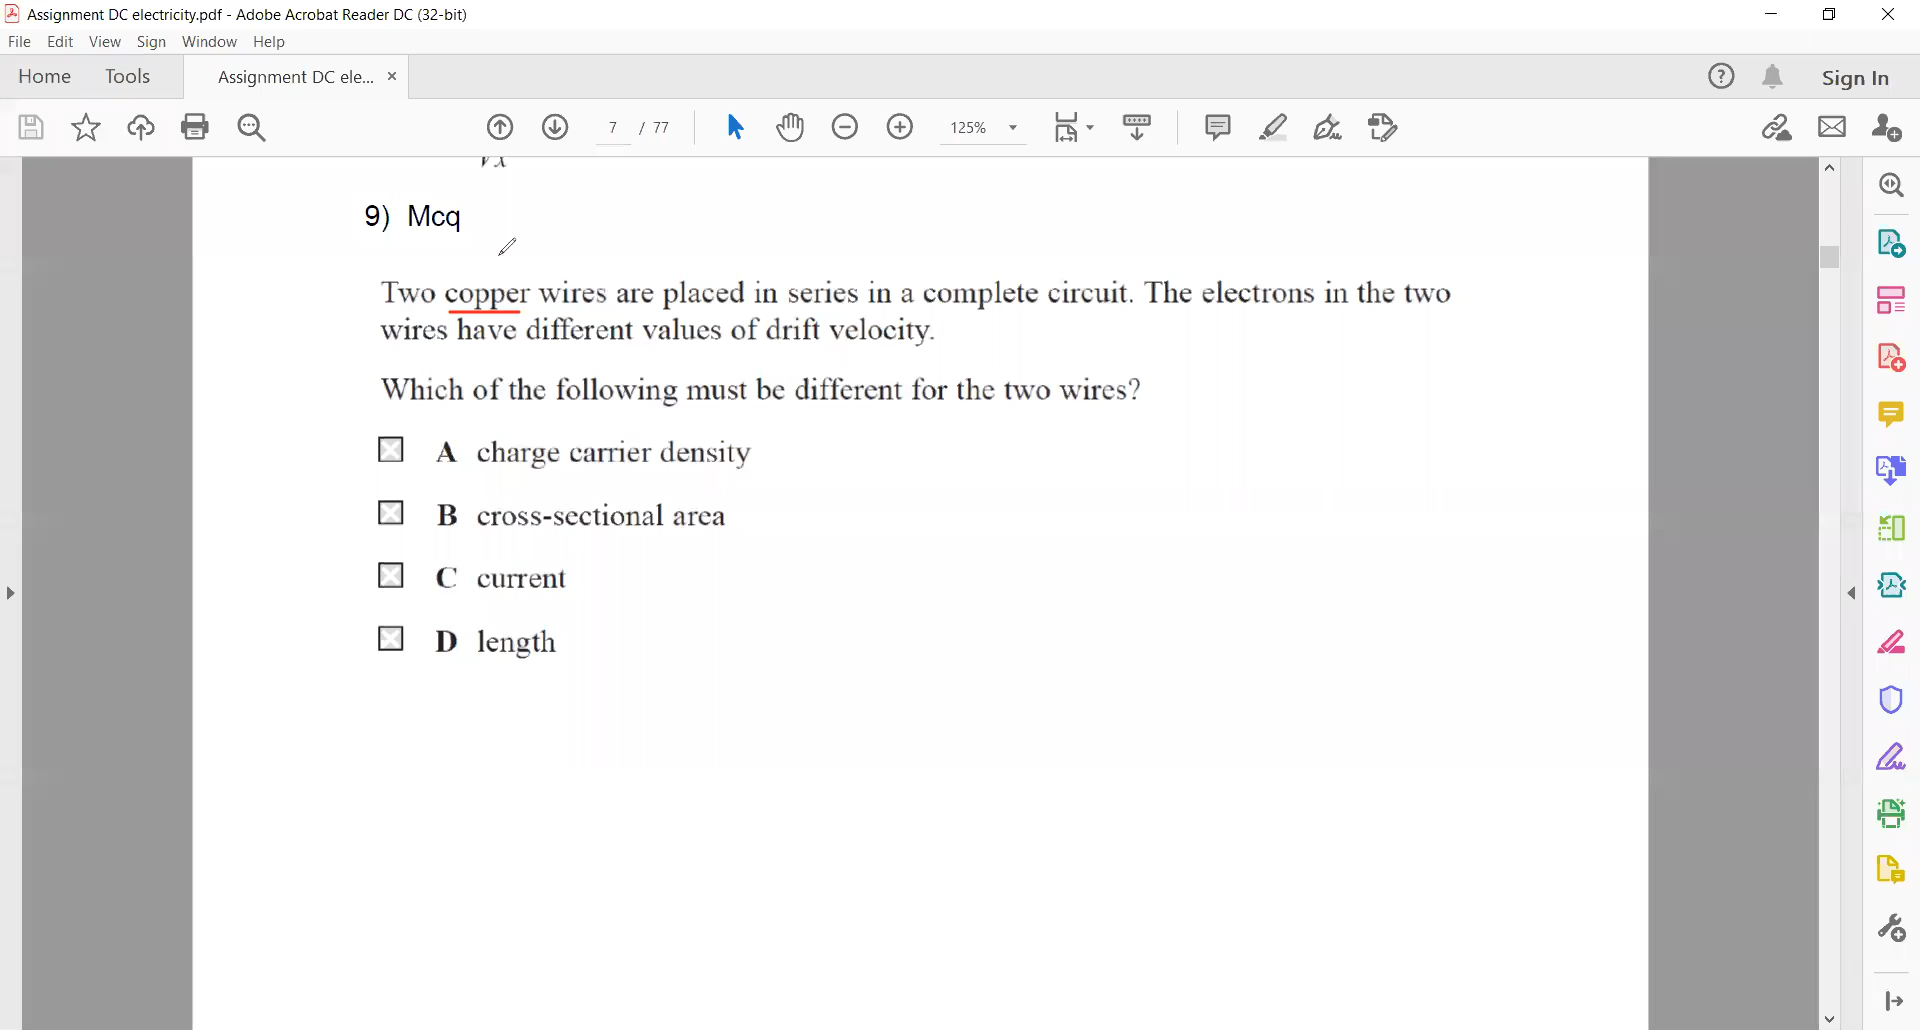 Assignment DC electricity.pdf - Adobe Acrobat Reader DC (32-bit)
File Edit View Sign Window Help
Home Tools Assignment DC ele... × Sign In
7 / 77 125%
9) Mcq
Two copper wires are placed in series in a complete circuit. The electrons in the two
wires have different values of drift velocity.
Which of the following must be different for the two wires?
A charge carrier density
B cross-sectional area
C current
D length